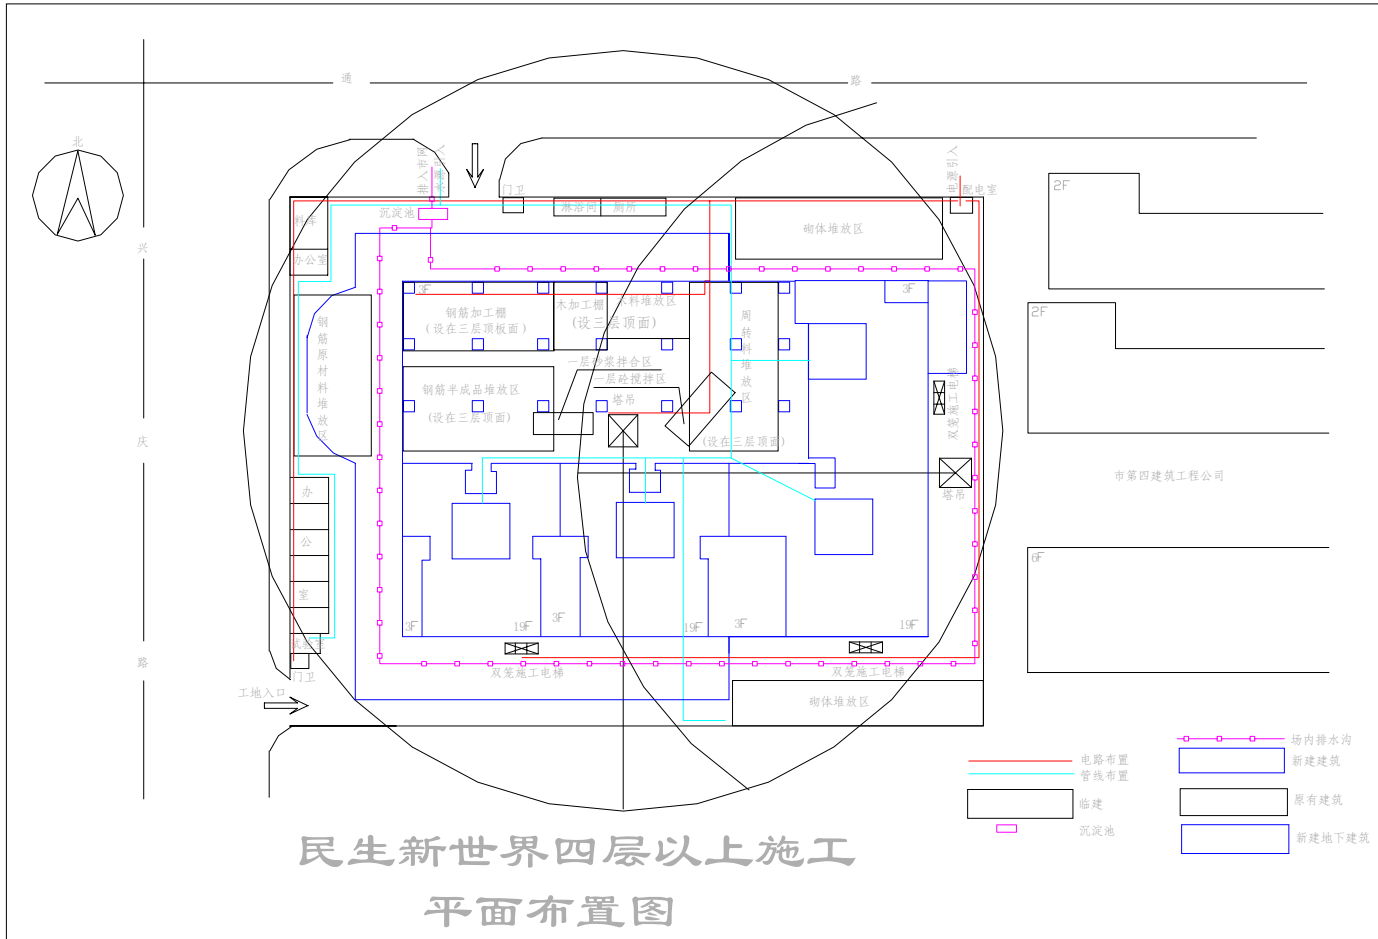 通 路
北
兴
庆
路
排入市网
水源引入
电源引入
门卫
淋浴间 厕所
配电室
沉淀池
料库
办公室
砌体堆放区
3F
3F
钢筋加工棚
(设在三层顶板面)
木加工棚
木料堆放区
(设三层顶面)
周转料堆放区
(设在三层顶面)
钢筋原材料堆放区
一层砂浆拌合区
一层砼搅拌区
钢筋半成品堆放区
(设在三层顶面)
塔吊
双笼施工电梯
塔吊
办
公
室
试验室
门卫
工地入口
3F
19F
3F
19F
3F
19F
双笼施工电梯
双笼施工电梯
砌体堆放区
2F
2F
市第四建筑工程公司
6F
电路布置
管线布置
临建
沉淀池
场内排水沟
新建建筑
原有建筑
新建地下建筑
民生新世界四层以上施工
平面布置图